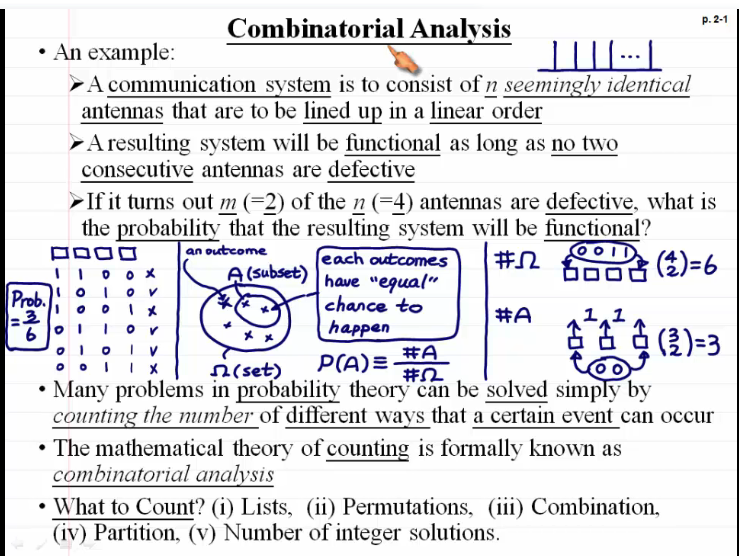 Combinatorial Analysis
p. 2-1
• An example:
...
➢A communication system is to consist of n seemingly identical
antennas that are to be lined up in a linear order
➢A resulting system will be functional as long as no two
consecutive antennas are defective
➢If it turns out m (=2) of the n (=4) antennas are defective, what is
the probability that the resulting system will be functional?
Prob.
= 3/6
1 1 0 0 x
1 0 1 0 v
1 0 0 1 x
0 1 1 0 v
0 1 0 1 v
0 0 1 1 x
an outcome
A (subset)
Ω (set)
each outcomes
have "equal"
chance to
happen
P(A) ≡ #A / #Ω
#Ω
0 0 1 1
(4 2)=6
#A
1 1
(3 2)=3
0 0
• Many problems in probability theory can be solved simply by
counting the number of different ways that a certain event can occur
• The mathematical theory of counting is formally known as
combinatorial analysis
• What to Count? (i) Lists, (ii) Permutations, (iii) Combination,
(iv) Partition, (v) Number of integer solutions.